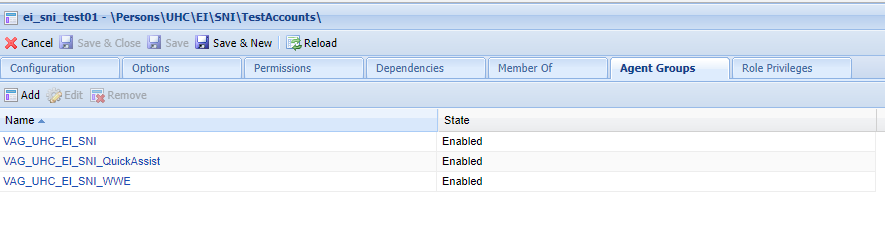 ei_sni_test01 - \Persons\UHC\EI\SNI\TestAccounts\
Cancel Save & Close Save Save & New Reload
Configuration Options Permissions Dependencies Member Of Agent Groups Role Privileges
Add Edit Remove
Name State
VAG_UHC_EI_SNI Enabled
VAG_UHC_EI_SNI_QuickAssist Enabled
VAG_UHC_EI_SNI_WWE Enabled